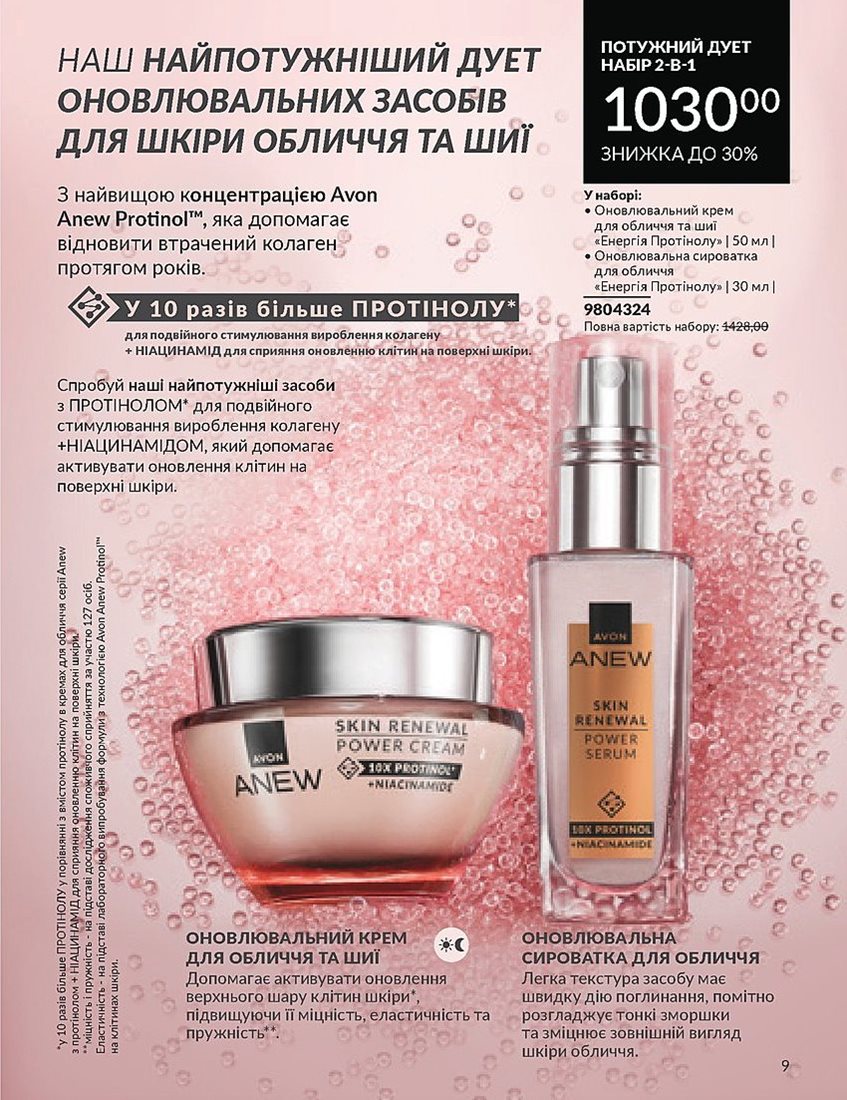 НАШ НАЙПОТУЖНІШИЙ ДУЕТ
ОНОВЛЮВАЛЬНИХ ЗАСОБІВ
ДЛЯ ШКІРИ ОБЛИЧЧЯ ТА ШИЇ
З найвищою концентрацією Avon
Anew Protinol™, яка допомагає
відновити втрачений колаген
протягом років.
У 10 разів більше ПРОТІНОЛУ*
для подвійного стимулювання вироблення колагену
+ НІАЦИНАМІД для сприяння оновленню клітин на поверхні шкіри.
Спробуй наші найпотужніші засоби
з ПРОТІНОЛОМ* для подвійного
стимулювання вироблення колагену
+НІАЦИНАМІДОМ, який допомагає
активувати оновлення клітин на
поверхні шкіри.
ПОТУЖНИЙ ДУЕТ
НАБІР 2-В-1
1030⁰⁰
ЗНИЖКА ДО 30%
У наборі:
• Оновлювальний крем
для обличчя та шиї
«Енергія Протінолу» | 50 мл |
• Оновлювальна сироватка
для обличчя
«Енергія Протінолу» | 30 мл |
9804324
Повна вартість набору: 1428,00
AVON
ANEW
SKIN RENEWAL
POWER CREAM
10X PROTINOL*
+NIACINAMIDE
AVON
ANEW
SKIN
RENEWAL
POWER
SERUM
10X PROTINOL
+NIACINAMIDE
*у 10 разів більше ПРОТІНОЛУ у порівнянні з вмістом протінолу в кремах для обличчя серії Anew
з протінолом + НІАЦИНАМІД для сприяння оновленню клітин на поверхні шкіри.
**міцність і пружність - на підставі дослідження споживчого сприйняття за участю 127 осіб.
Еластичність - на підставі лабораторного випробування формули з технологією Avon Anew Protinol™
на клітинах шкіри.
ОНОВЛЮВАЛЬНИЙ КРЕМ
ДЛЯ ОБЛИЧЧЯ ТА ШИЇ
Допомагає активувати оновлення
верхнього шару клітин шкіри*,
підвищуючи її міцність, еластичність та
пружність**.
ОНОВЛЮВАЛЬНА
СИРОВАТКА ДЛЯ ОБЛИЧЧЯ
Легка текстура засобу має
швидку дію поглинання, помітно
розгладжує тонкі зморшки
та зміцнює зовнішній вигляд
шкіри обличчя.
9